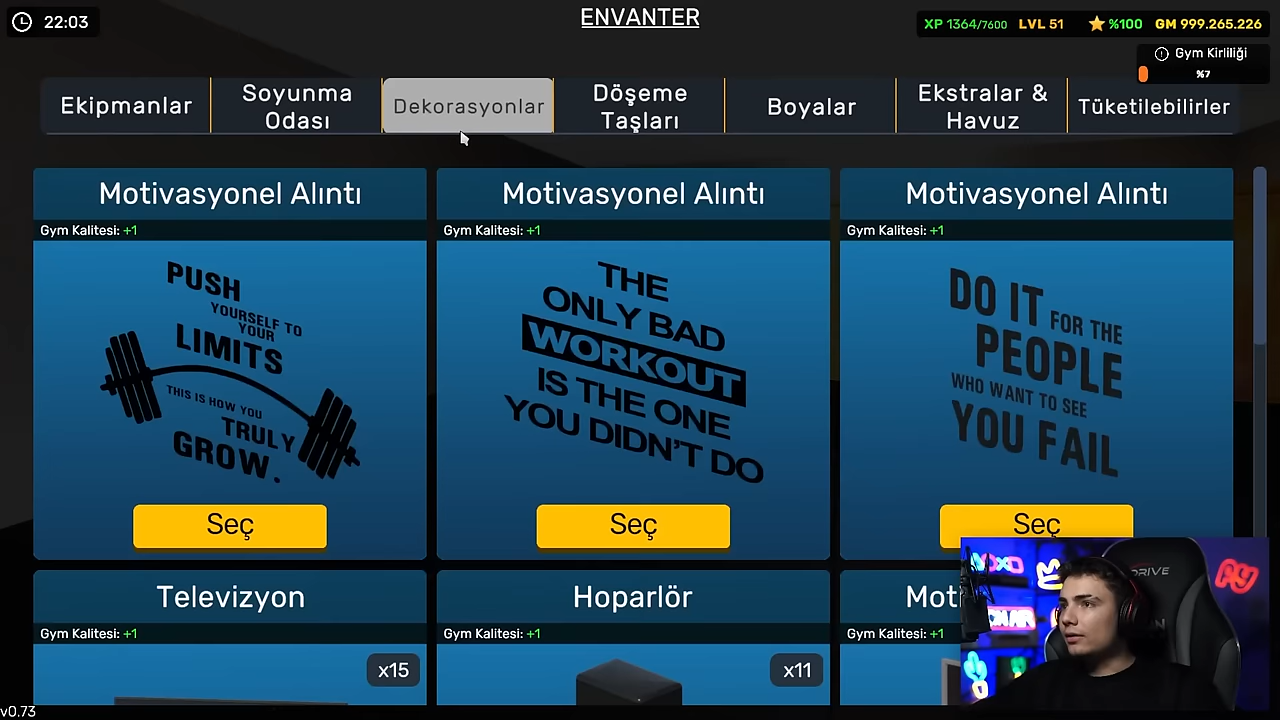 22:03
ENVANTER
XP 1364/7600 LVL 51 %100 GM 999.265.226
Gym Kirliliği
%7
Ekipmanlar
Soyunma
Odası
Dekorasyonlar
Döşeme
Taşları
Boyalar
Ekstralar &
Havuz
Tüketilebilirler
Motivasyonel Alıntı
Gym Kalitesi: +1
PUSH
YOURSELF TO
YOUR
LIMITS
THIS IS HOW YOU
TRULY
GROW.
Seç
Motivasyonel Alıntı
Gym Kalitesi: +1
THE
ONLY BAD
WORKOUT
IS THE ONE
YOU DIDN'T DO
Seç
Motivasyonel Alıntı
Gym Kalitesi: +1
DO IT FOR THE
PEOPLE
WHO WANT TO SEE
YOU FAIL
Seç
Televizyon
Gym Kalitesi: +1
x15
Hoparlör
Gym Kalitesi: +1
x11
Gym Kalitesi: +1
DRIVE
v0.73